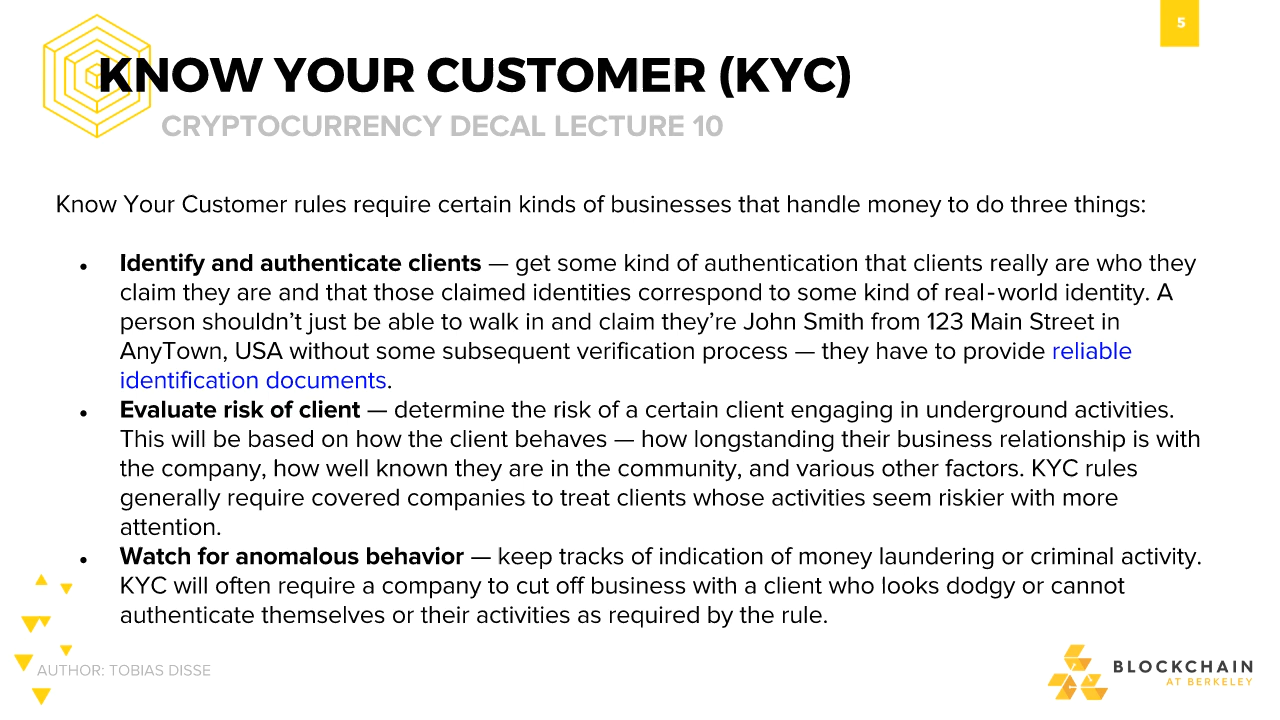 5
KNOW YOUR CUSTOMER (KYC)
CRYPTOCURRENCY DECAL LECTURE 10
Know Your Customer rules require certain kinds of businesses that handle money to do three things:
● Identify and authenticate clients — get some kind of authentication that clients really are who they
claim they are and that those claimed identities correspond to some kind of real-world identity. A
person shouldn’t just be able to walk in and claim they’re John Smith from 123 Main Street in
AnyTown, USA without some subsequent verification process — they have to provide reliable
identification documents.
● Evaluate risk of client — determine the risk of a certain client engaging in underground activities.
This will be based on how the client behaves — how longstanding their business relationship is with
the company, how well known they are in the community, and various other factors. KYC rules
generally require covered companies to treat clients whose activities seem riskier with more
attention.
● Watch for anomalous behavior — keep tracks of indication of money laundering or criminal activity.
KYC will often require a company to cut off business with a client who looks dodgy or cannot
authenticate themselves or their activities as required by the rule.
AUTHOR: TOBIAS DISSE
BLOCKCHAIN
AT BERKELEY